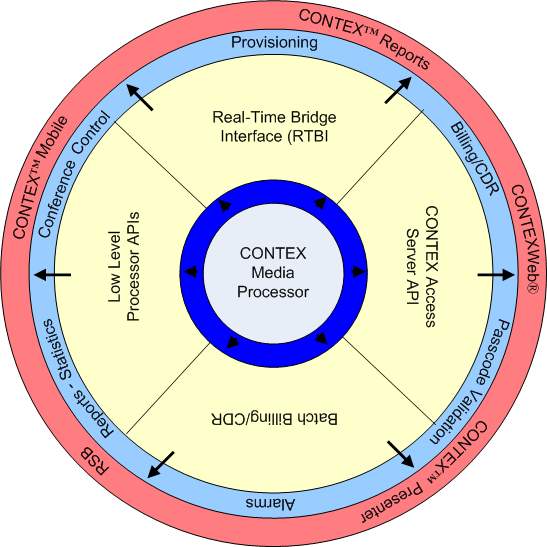 CONTEX™ Reports
CONTEX™ Mobile
CONTEXWeb®
CONTEX™ Presenter
RSB
Provisioning
Conference Control
Billing/CDR
Passcode Validation
Reports - Statistics
Alarms
Real-Time Bridge
Interface (RTBI
Low Level
Processor APIs
CONTEX Access
Server API
Batch Billing/CDR
CONTEX
Media
Processor